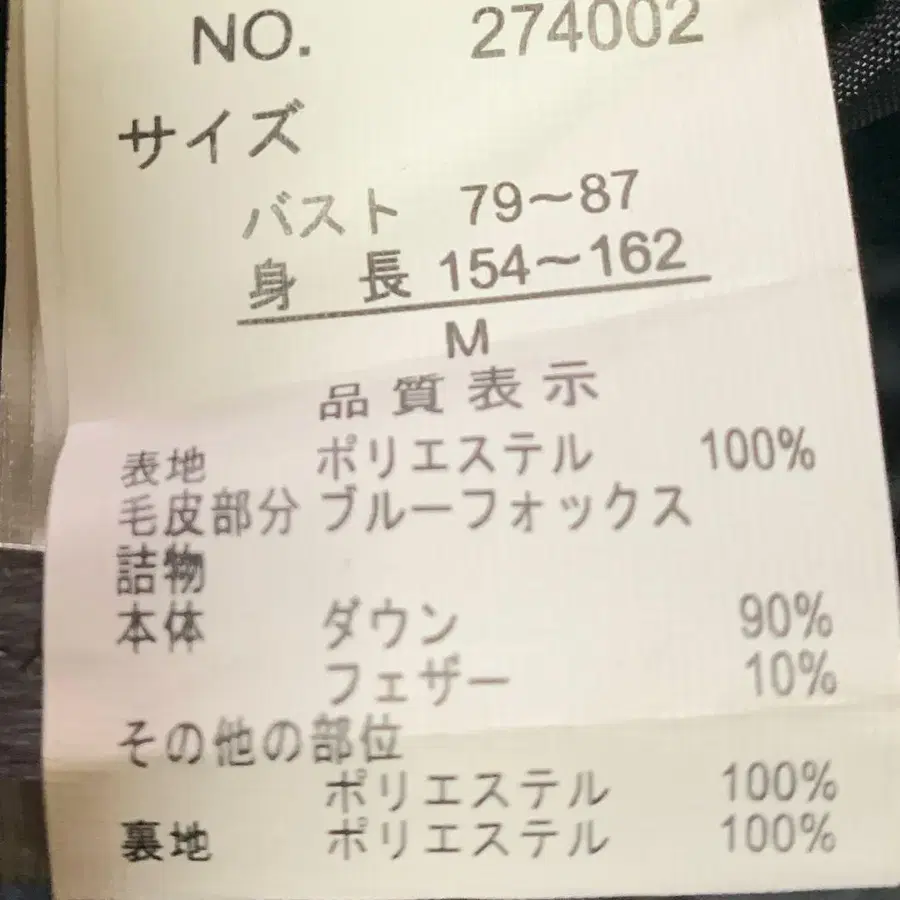 NO. 274002
サイズ
バスト 79～87
身 長 154～162
M
品質表示
表地 ポリエステル 100%
毛皮部分 ブルーフォックス
詰物
本体 ダウン 90%
フェザー 10%
その他の部位
ポリエステル 100%
裏地 ポリエステル 100%